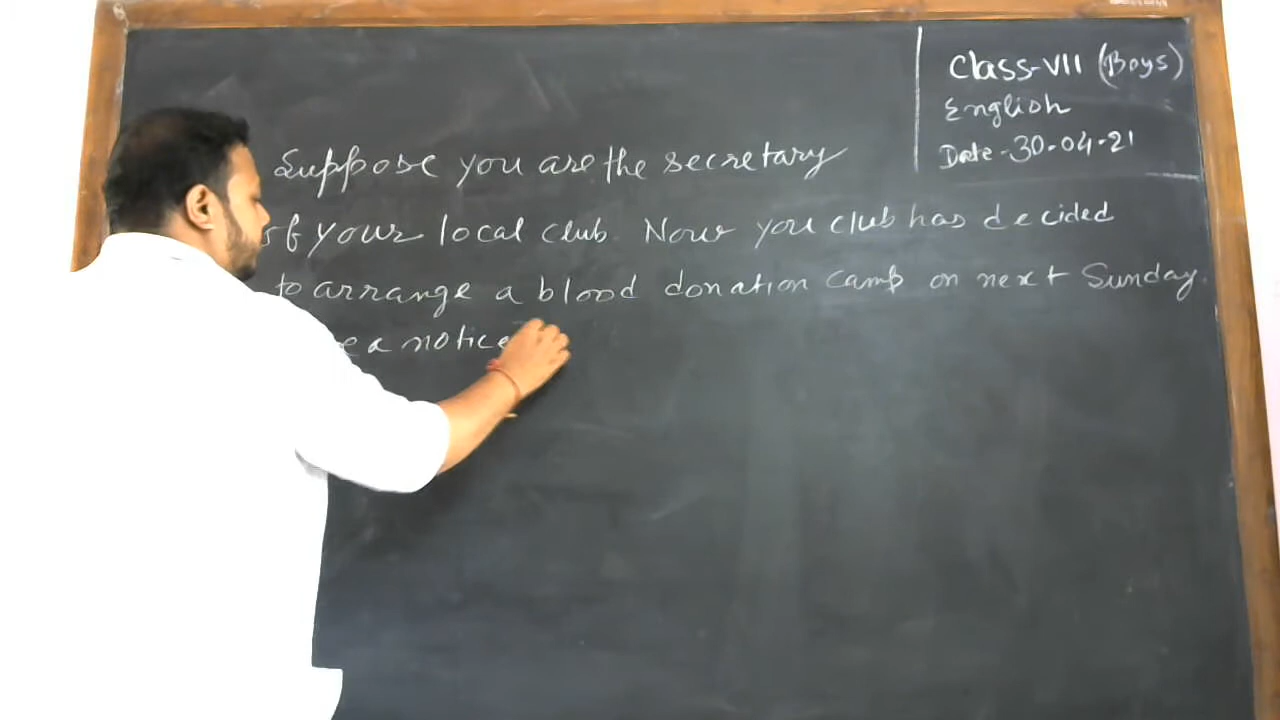 Class-VII (Boys)
English
Date-30-04-21
Suppose you are the secretary
of your local club. Now you club has decided
to arrange a blood donation camp on next Sunday.
a notice